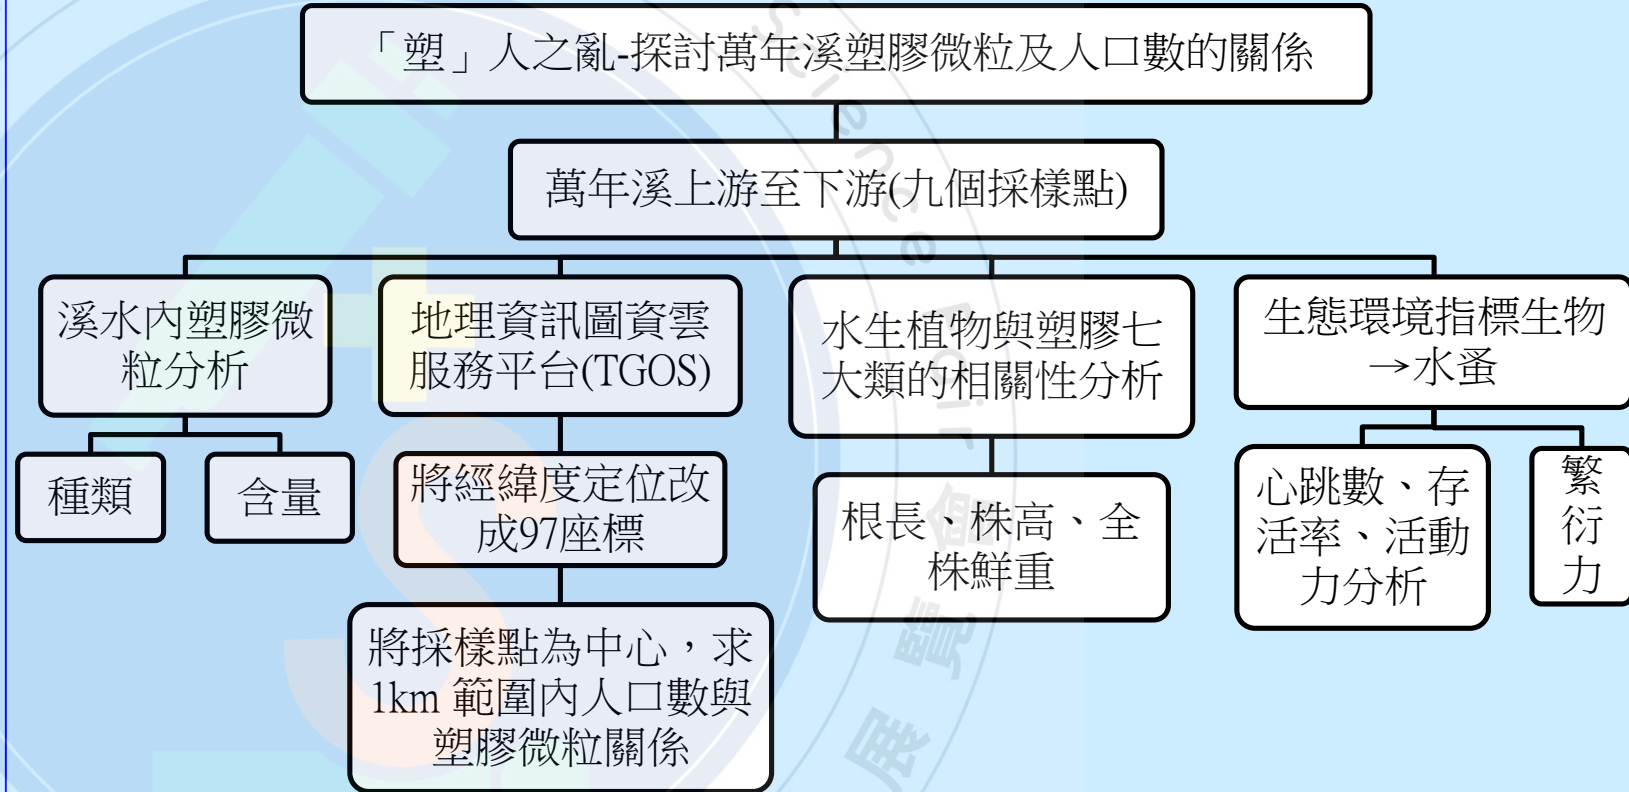 「塑」人之亂-探討萬年溪塑膠微粒及人口數的關係
萬年溪上游至下游(九個採樣點)
溪水內塑膠微
粒分析
地理資訊圖資雲
服務平台(TGOS)
水生植物與塑膠七
大類的相關性分析
生態環境指標生物
→水蚤
種類
含量
將經緯度定位改
成97座標
根長、株高、全
株鮮重
心跳數、存
活率、活動
力分析
繁
衍
力
將採樣點為中心，求
1km 範圍內人口數與
塑膠微粒關係
Science Fair
會
覽
展